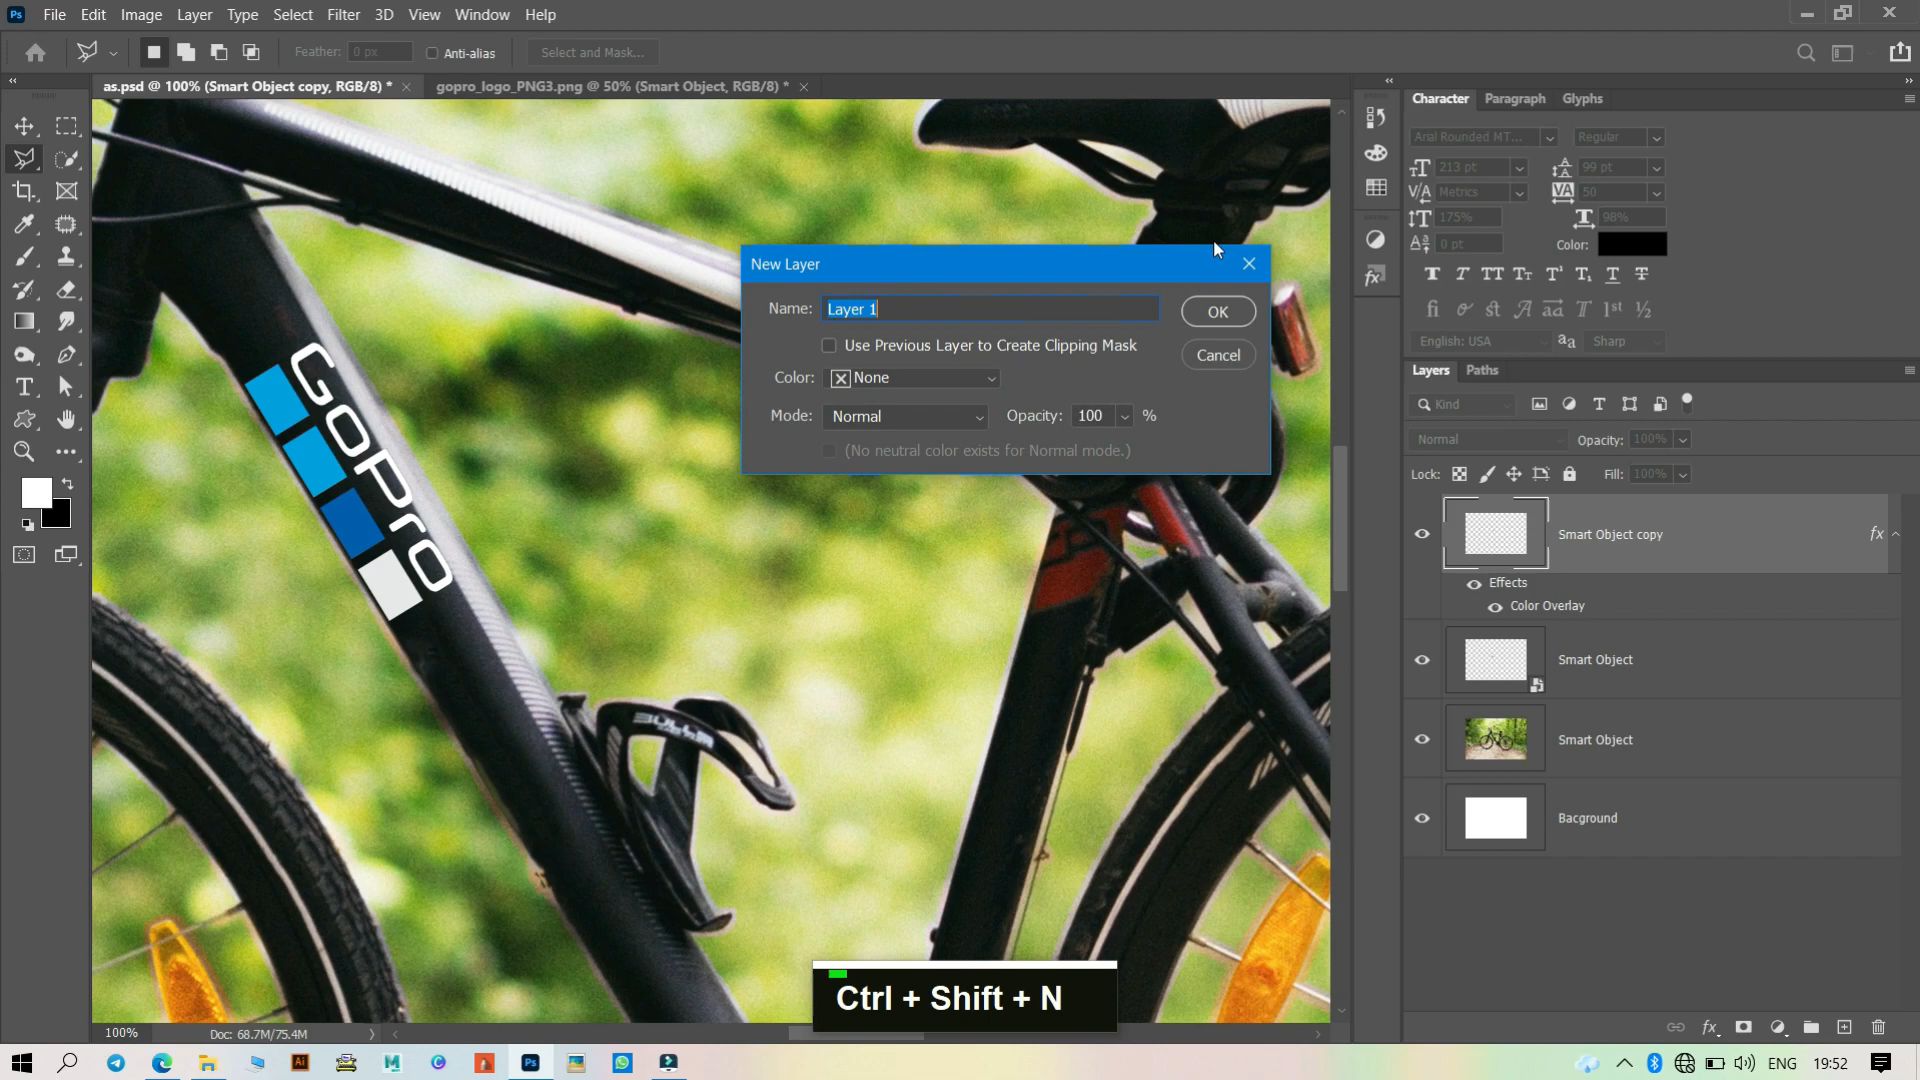 File Edit Image Layer Type Select Filter 3D View Window Help
Feather: 0 px Anti-alias Select and Mask...
as.psd @ 100% (Smart Object copy, RGB/8) * gopro_logo_PNG3.png @ 50% (Smart Object, RGB/8) *
Character Paragraph Glyphs
Arial Rounded MT... Regular
213 pt 99 pt
Metrics 50
175% 98%
0 pt Color:
English: USA Sharp
New Layer
Name: Layer 1 OK
Use Previous Layer to Create Clipping Mask Cancel
Color: None
Mode: Normal Opacity: 100 %
(No neutral color exists for Normal mode.)
GoPro
Layers Paths
Kind
Normal Opacity: 100%
Lock: Fill: 100%
Smart Object copy fx
Effects
Color Overlay
Smart Object
Smart Object
Bacground
Ctrl + Shift + N
100% Doc: 68.7M/75.4M
ENG 19:52